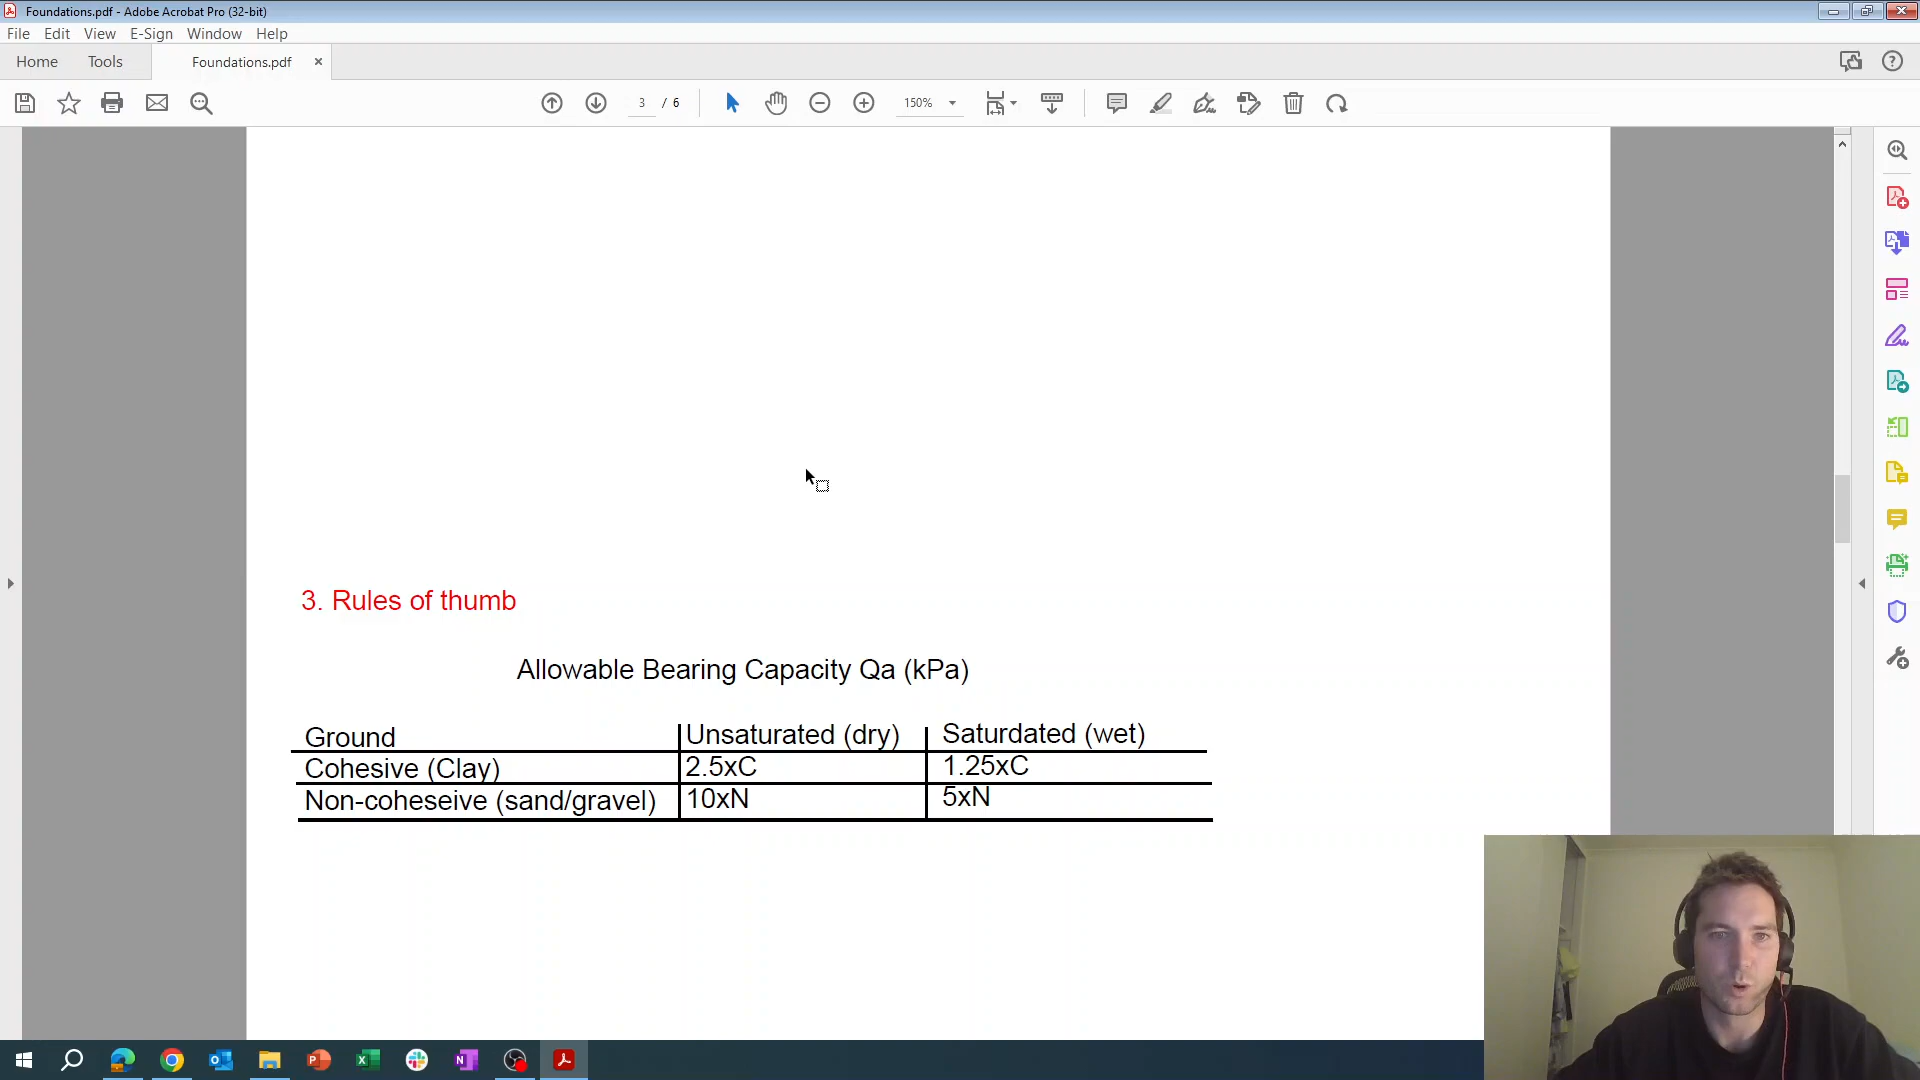 Foundations.pdf - Adobe Acrobat Pro (32-bit)
File Edit View E-Sign Window Help
Home Tools Foundations.pdf ×
3 / 6 150%
3. Rules of thumb
Allowable Bearing Capacity Qa (kPa)
Ground Unsaturated (dry) Saturdated (wet)
Cohesive (Clay) 2.5xC 1.25xC
Non-coheseive (sand/gravel) 10xN 5xN